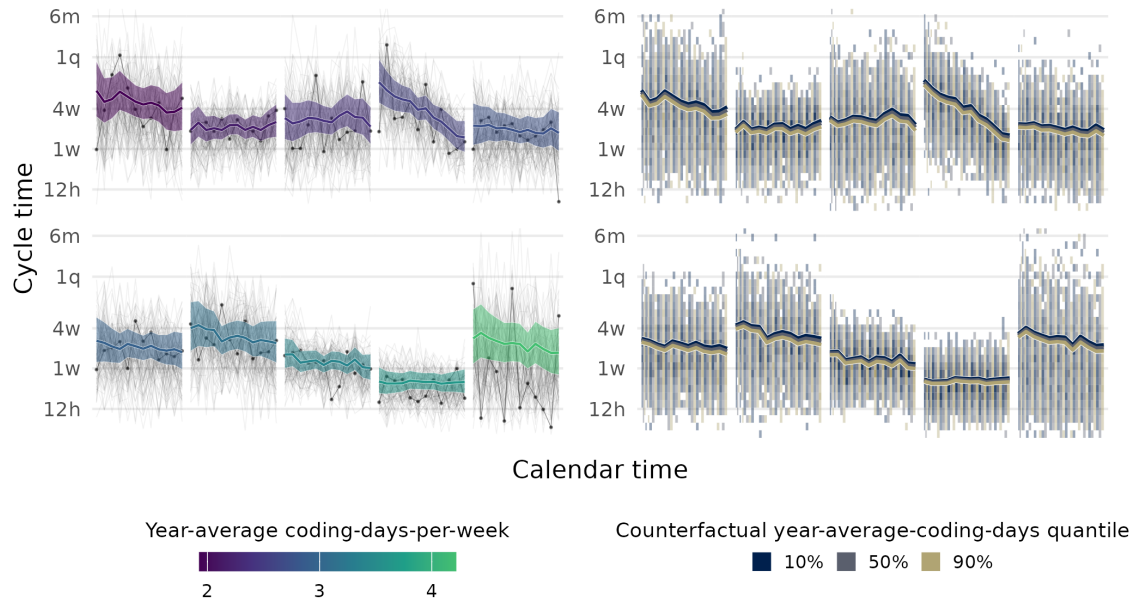 6m
1q
4w
1w
12h
6m
1q
4w
1w
12h
Cycle time
6m
1q
4w
1w
12h
6m
1q
4w
1w
12h
Calendar time
Year-average coding-days-per-week
2 3 4
Counterfactual year-average-coding-days quantile
10% 50% 90%